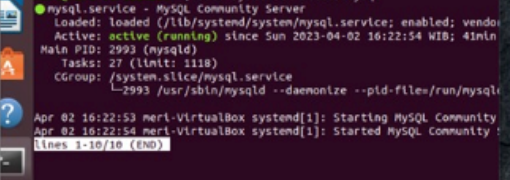 ●mysql.service - MySQL Community Server
Loaded: loaded (/lib/systemd/system/mysql.service; enabled; vendo
Active: active (running) since Sun 2023-04-02 16:22:54 WIB; 41min
Main PID: 2993 (mysqld)
Tasks: 27 (limit: 1118)
CGroup: /system.slice/mysql.service
└─2993 /usr/sbin/mysqld --daemonize --pid-file=/run/mysql
Apr 02 16:22:53 meri-VirtualBox systemd[1]: Starting MySQL Community
Apr 02 16:22:54 meri-VirtualBox systemd[1]: Started MySQL Community S
lines 1-10/10 (END)